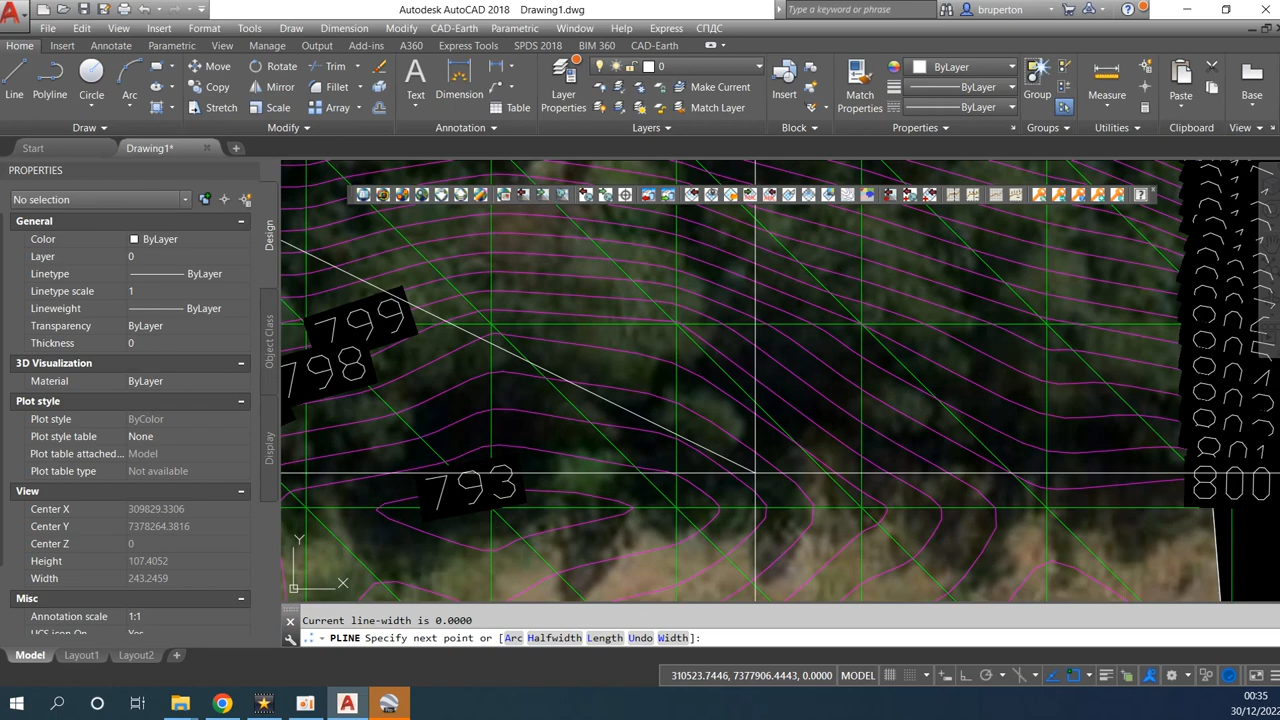 Autodesk AutoCAD 2018 Drawing1.dwg
Type a keyword or phrase
bruperton
File Edit View Insert Format Tools Draw Dimension Modify CAD-Earth Parametric Window Express СПДС
Home Insert Annotate Parametric View Manage Output Add-ins A360 Express Tools SPDS 2018 BIM 360 CAD-Earth
Line Polyline Circle Arc
Move Rotate Trim
Copy Mirror Fillet
Stretch Scale Array
Text Dimension Table
Layer Properties
0
Make Current
Match Layer
Insert
Match Properties
ByLayer
ByLayer
ByLayer
Group
Measure
Paste
Base
Draw Modify Annotation Layers Block Properties Groups Utilities Clipboard View
Start Drawing1*
PROPERTIES
No selection
General
Color ByLayer
Layer 0
Linetype ByLayer
Linetype scale 1
Lineweight ByLayer
Transparency ByLayer
Thickness 0
3D Visualization
Material ByLayer
Plot style
Plot style ByColor
Plot style table None
Plot table attached... Model
Plot table type Not available
View
Center X 309829.3306
Center Y 7378264.3816
Center Z 0
Height 107.4052
Width 243.2459
Misc
Annotation scale 1:1
Design
Object Class
Display
799
798
793
800
Y
X
Current line-width is 0.0000
PLINE Specify next point or [Arc Halfwidth Length Undo Width]:
Model Layout1 Layout2
310523.7446, 7377906.4443, 0.0000 MODEL
00:35
30/12/2022